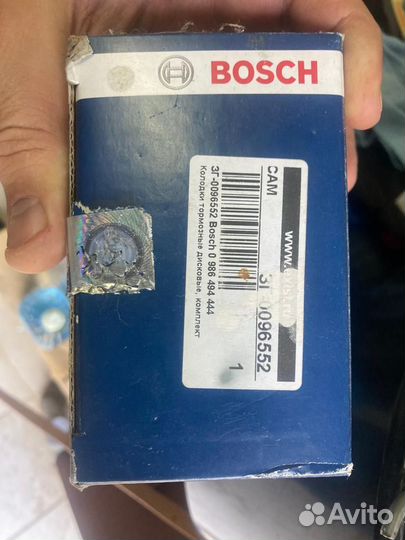 BOSCH
САМ
ЗГ-0096552
ЗГ-0096552 Bosch 0 986 494 444
Колодки тормозные дисковые, комплект
1
Avito